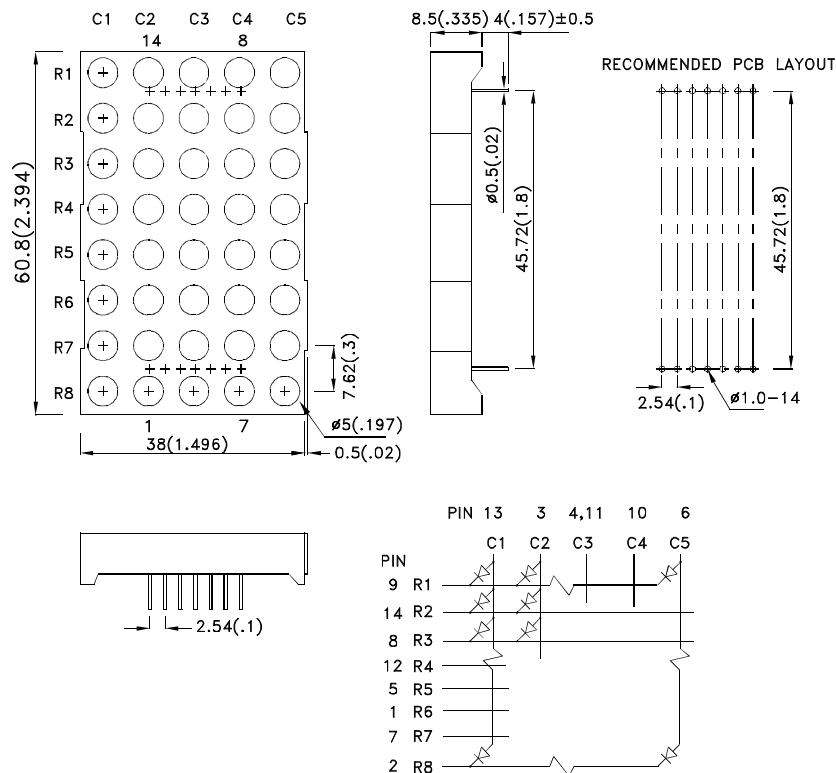 C1 C2 C3 C4 C5
14 8
R1
R2
R3
R4
R5
R6
R7
R8
60.8(2.394)
7.62(.3)
1 7
ø5(.197)
38(1.496)
0.5(.02)
8.5(.335) 4(.157)±0.5
ø0.5(.02)
45.72(1.8)
RECOMMENDED PCB LAYOUT
45.72(1.8)
2.54(.1)
ø1.0-14
2.54(.1)
PIN 13 3 4,11 10 6
C1 C2 C3 C4 C5
PIN
9 R1
14 R2
8 R3
12 R4
5 R5
1 R6
7 R7
2 R8